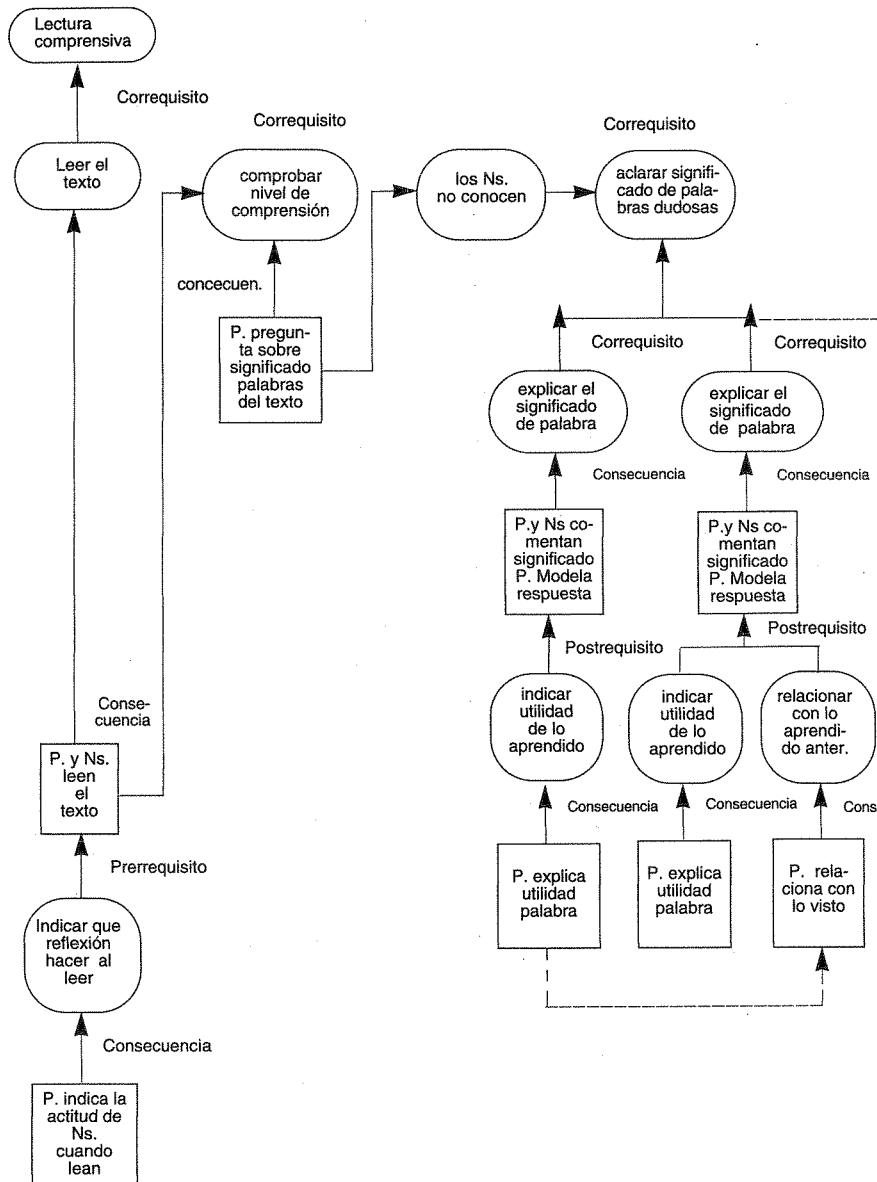 Lectura
comprensiva
Correquisito
Correquisito
Correquisito
Leer el
texto
comprobar
nivel de
comprensión
los Ns.
no conocen
aclarar signifi-
cado de pala-
bras dudosas
concecuen.
P. pregun-
ta sobre
significado
palabras
del texto
Correquisito
Correquisito
explicar el
significado
de palabra
explicar el
significado
de palabra
Consecuencia
Consecuencia
P.y Ns co-
mentan
significado
P. Modela
respuesta
P.y Ns co-
mentan
significado
P. Modela
respuesta
Postrequisito
Postrequisito
indicar
utilidad
de lo
aprendido
indicar
utilidad
de lo
aprendido
relacionar
con lo
aprendi-
do anter.
Conse-
cuencia
P. y Ns.
leen
el
texto
Consecuencia
Consecuencia
Cons
P. explica
utilidad
palabra
P. explica
utilidad
palabra
P. rela-
ciona con
lo visto
Prerrequisito
Indicar que
reflexión
hacer al
leer
Consecuencia
P. indica la
actitud de
Ns.
cuando
lean